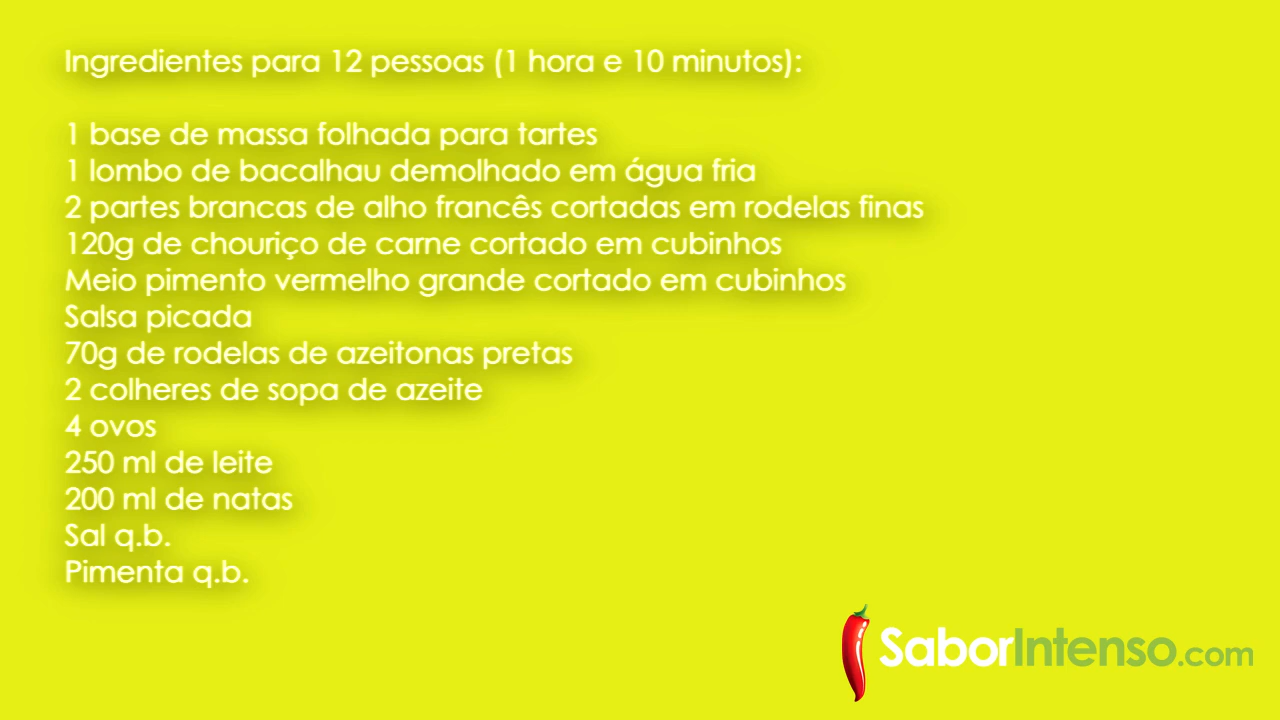 Ingredientes para 12 pessoas (1 hora e 10 minutos):
1 base de massa folhada para tartes
1 lombo de bacalhau demolhado em água fria
2 partes brancas de alho francês cortadas em rodelas finas
120g de chouriço de carne cortado em cubinhos
Meio pimento vermelho grande cortado em cubinhos
Salsa picada
70g de rodelas de azeitonas pretas
2 colheres de sopa de azeite
4 ovos
250 ml de leite
200 ml de natas
Sal q.b.
Pimenta q.b.
SaborIntenso.com